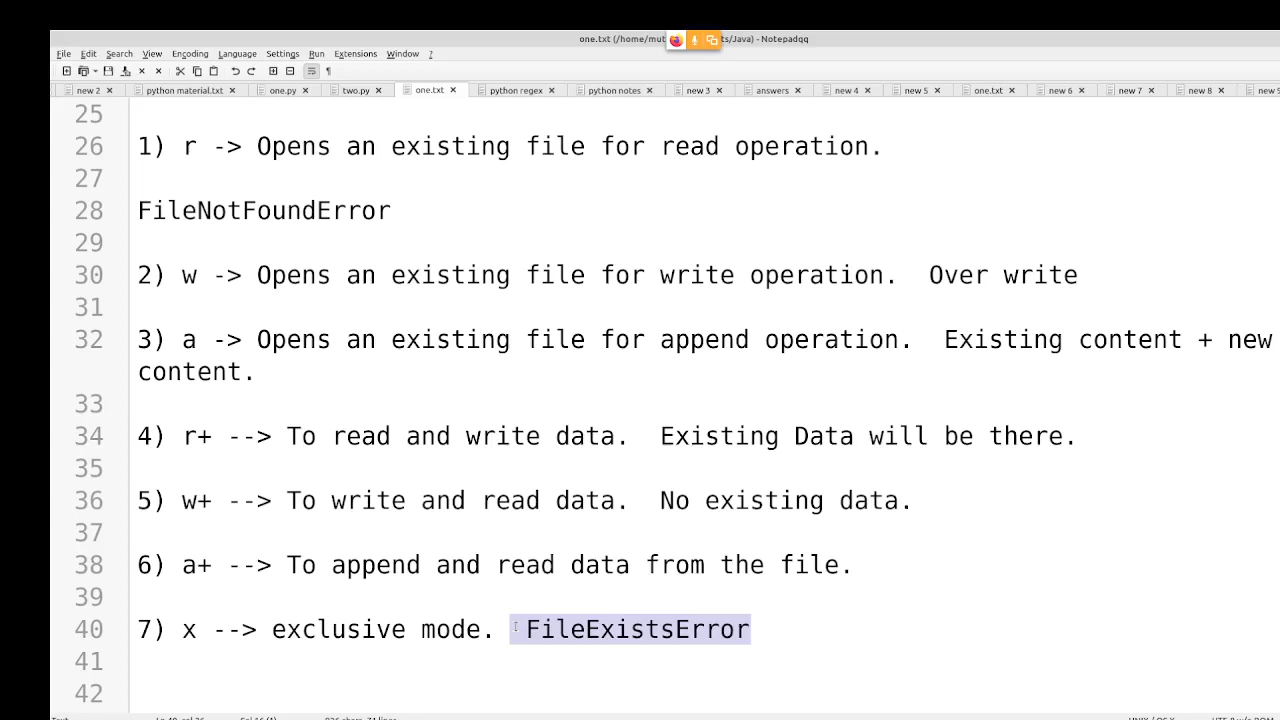 one.txt (/home/mut ts/Java) - Notepadqq
File Edit Search View Encoding Language Settings Run Extensions Window ?
new 2 python material.txt one.py two.py one.txt python regex python notes new 3 answers new 4 new 5 one.txt new 6 new 7 new 8 new 9
25
26 1) r -> Opens an existing file for read operation.
27
28 FileNotFoundError
29
30 2) w -> Opens an existing file for write operation.  Over write
31
32 3) a -> Opens an existing file for append operation.  Existing content + new
content.
33
34 4) r+ --> To read and write data.  Existing Data will be there.
35
36 5) w+ --> To write and read data.  No existing data.
37
38 6) a+ --> To append and read data from the file.
39
40 7) x --> exclusive mode.  FileExistsError
41
42